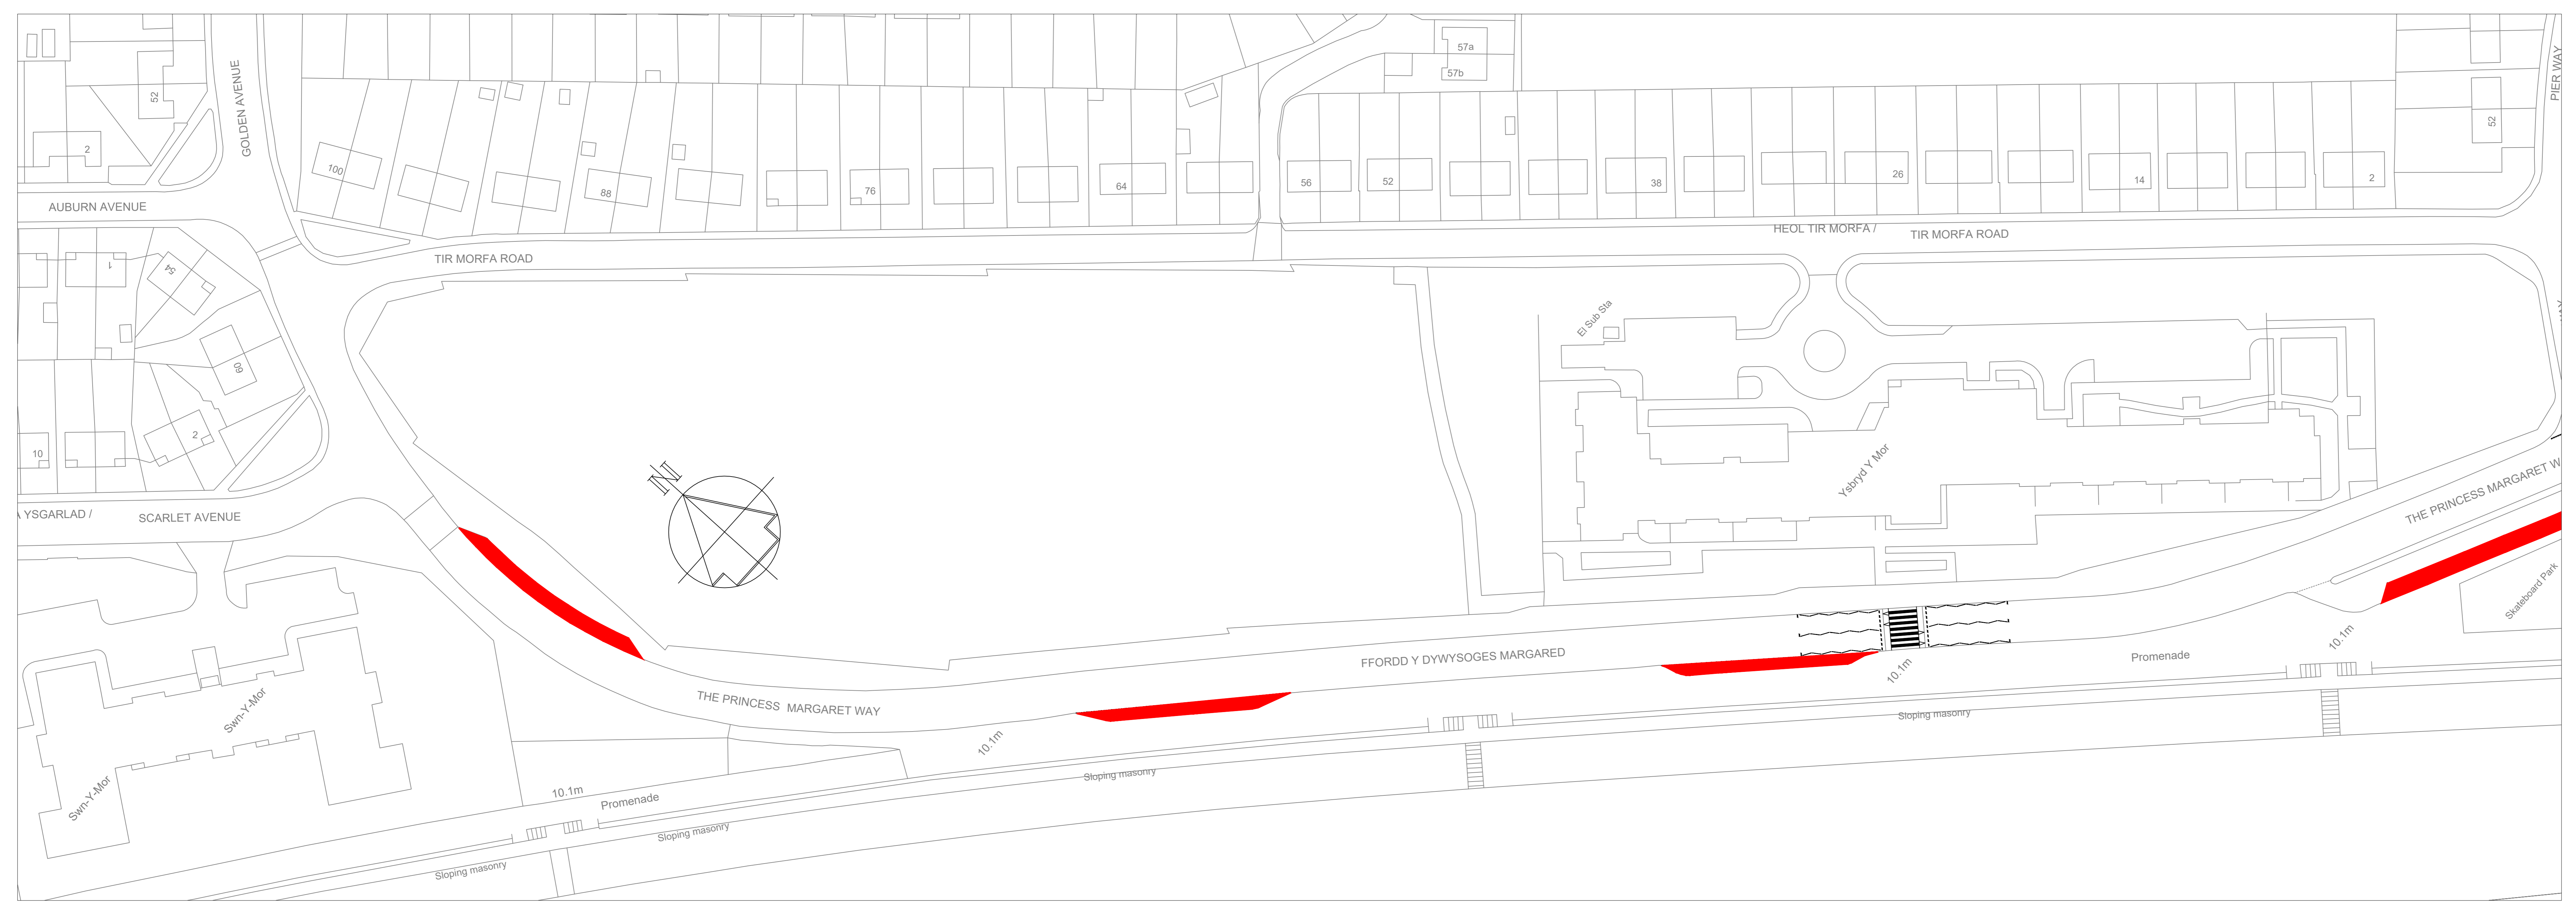 57a
57b
52
2
GOLDEN AVENUE
PIER WAY
52
100
88
76
64
56
52
38
26
14
2
AUBURN AVENUE
HEOL TIR MORFA /
TIR MORFA ROAD
TIR MORFA ROAD
1
54
60
2
10
El Sub Sta
Ysbryd Y Mor
N
YSGARLAD /
SCARLET AVENUE
THE PRINCESS MARGARET W
Skateboard Park
10.1m
FFORDD Y DYWYSOGES MARGARED
Promenade
10.1m
THE PRINCESS MARGARET WAY
Swn-Y-Mor
Swn-Y-Mor
10.1m
Sloping masonry
Sloping masonry
10.1m
Promenade
Sloping masonry
Sloping masonry